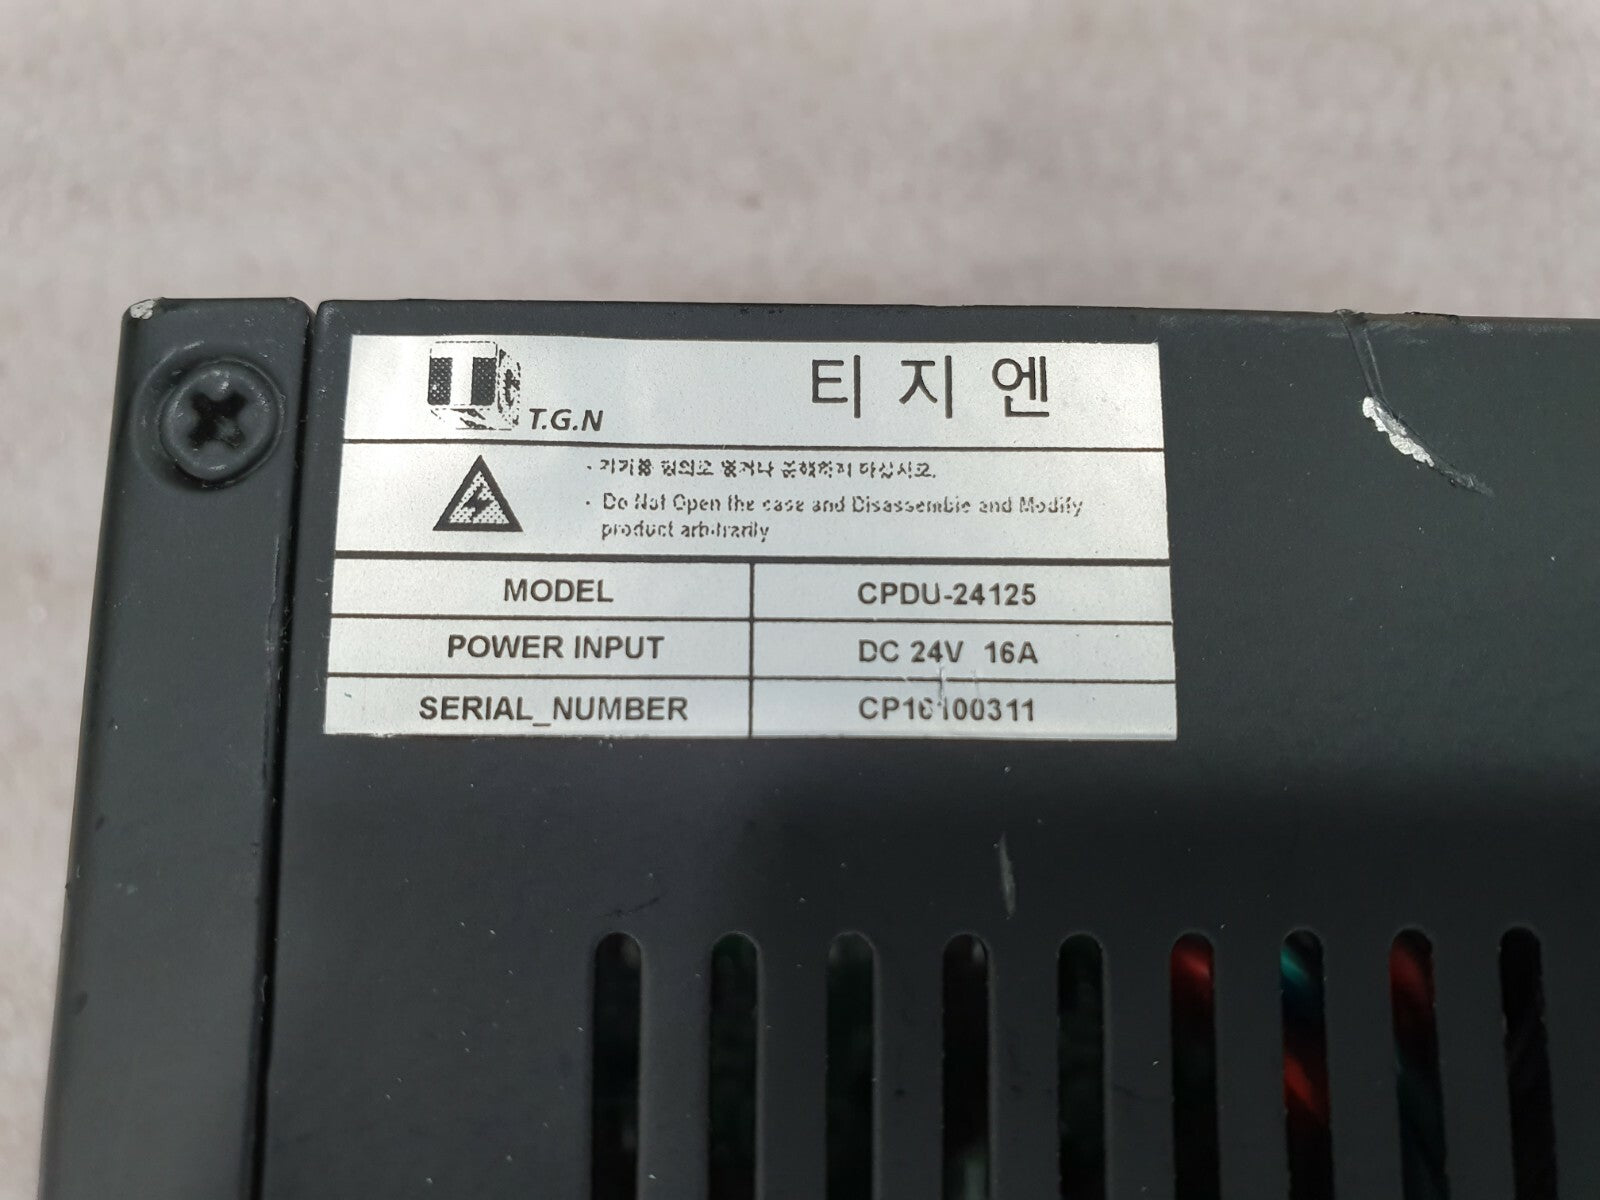 T.G.N 티지엔
· Do Not Open the case and Disassemble and Modify
product arbitrarily
MODEL CPDU-24125
POWER INPUT DC 24V 16A
SERIAL_NUMBER CP16100311